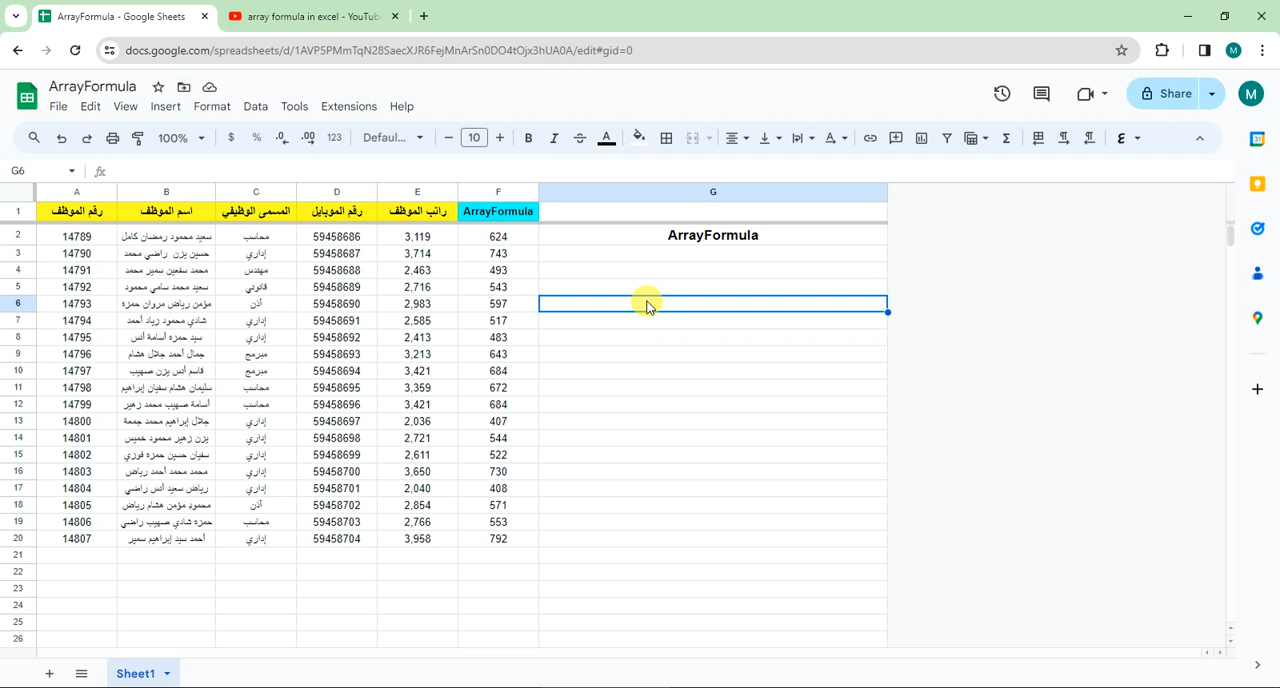 ArrayFormula - Google Sheets
array formula in excel - YouTub
docs.google.com/spreadsheets/d/1AVP5PMmTqN28SaecXJR6FejMnArSn0DO4tOjx3hUA0A/edit#gid=0
M
ArrayFormula
File Edit View Insert Format Data Tools Extensions Help
Share
M
100% $ % .0 .00 123 Defaul... 10 B I A Σ
31
G6 fx
A B C D E F G
1 رقم الموظف اسم الموظف المسمى الوظيفي رقم الموبايل راتب الموظف ArrayFormula
2 14789 سعيد محمود رمضان كامل محاسب 59458686 3,119 624 ArrayFormula
3 14790 حسين يزن راضي محمد إداري 59458687 3,714 743
4 14791 محمد سفعين سمير محمد مهندس 59458688 2,463 493
5 14792 سعيد محمد سامي محمود قانوني 59458689 2,716 543
6 14793 مؤمن رياض مروان حمزه آذن 59458690 2,983 597
7 14794 شادي محمود زياد أحمد إداري 59458691 2,585 517
8 14795 سيد حمزه أسامة أنس إداري 59458692 2,413 483
9 14796 جمال أحمد جلال هشام مبرمج 59458693 3,213 643
10 14797 قاسم أنس يزن صهيب مبرمج 59458694 3,421 684
11 14798 سليمان هشام سفيان إبراهيم محاسب 59458695 3,359 672
12 14799 أسامة صهيب محمد زهير محاسب 59458696 3,421 684
13 14800 جلال إبراهيم محمد جمعة إداري 59458697 2,036 407
14 14801 يزن زهير محمود خميس إداري 59458698 2,721 544
15 14802 سفيان حسين حمزه فوزي إداري 59458699 2,611 522
16 14803 محمد محمد أحمد رياض إداري 59458700 3,650 730
17 14804 رياض سعيد أنس راضي إداري 59458701 2,040 408
18 14805 محمود مؤمن هشام رياض آذن 59458702 2,854 571
19 14806 حمزه شادي صهيب راضي محاسب 59458703 2,766 553
20 14807 أحمد سيد إبراهيم سمير إداري 59458704 3,958 792
21
22
23
24
25
26
Sheet1